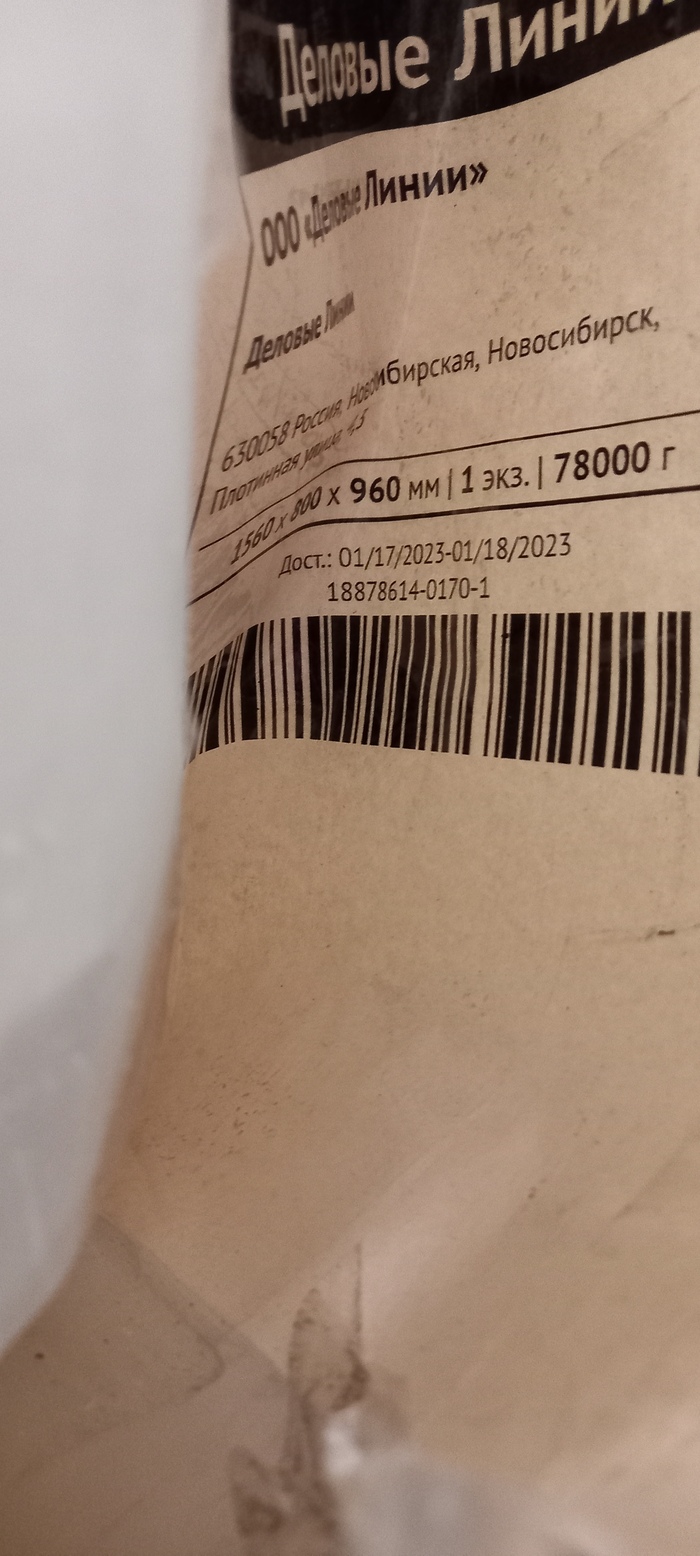 Деловые Линии
ООО «Деловые Линии»
Деловые Линии
630058 Россия, Новосибирская, Новосибирск,
Плотинная улица
1560 x 800 x 960 мм | 1 экз. | 78000 г
Дост.: 01/17/2023-01/18/2023
18878614-0170-1